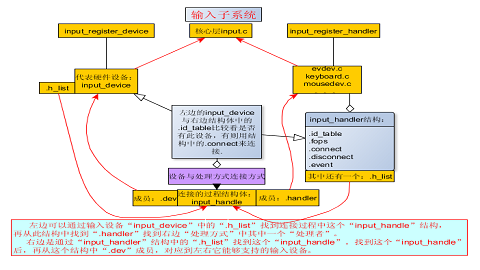 输入子系统
input_register_device
核心层input.c
input_register_handler
代表硬件设备:
input_device
.h_list
evdev.c
keyboard.c
mousedev.c
左边的input_device
与右边结构体中的
.id_table比较看是否
有此设备，有则用结
构中的.connect来连
接.
input_handler结构:
.id_table
.fops
.connect
.disconnect
.event
其中还有一个: .h_list
设备与处理方式连接方式
成员: .dev
连接的过程结构体:
input_handle
成员: .handler
左边可以通过输入设备“input_device”中的“.h_list”找到连接过程中这个“input_handle”结构，
再从此结构中找到“.handler”找到右边“处理方式”中其中一个“处理者”。
右边是通过“input_handler”结构中的“.h_list”找到这个“input_handle”。找到这个“input_handle”
后，再从这个结构中“.dev”成员，对应到左右它能够支持的输入设备。